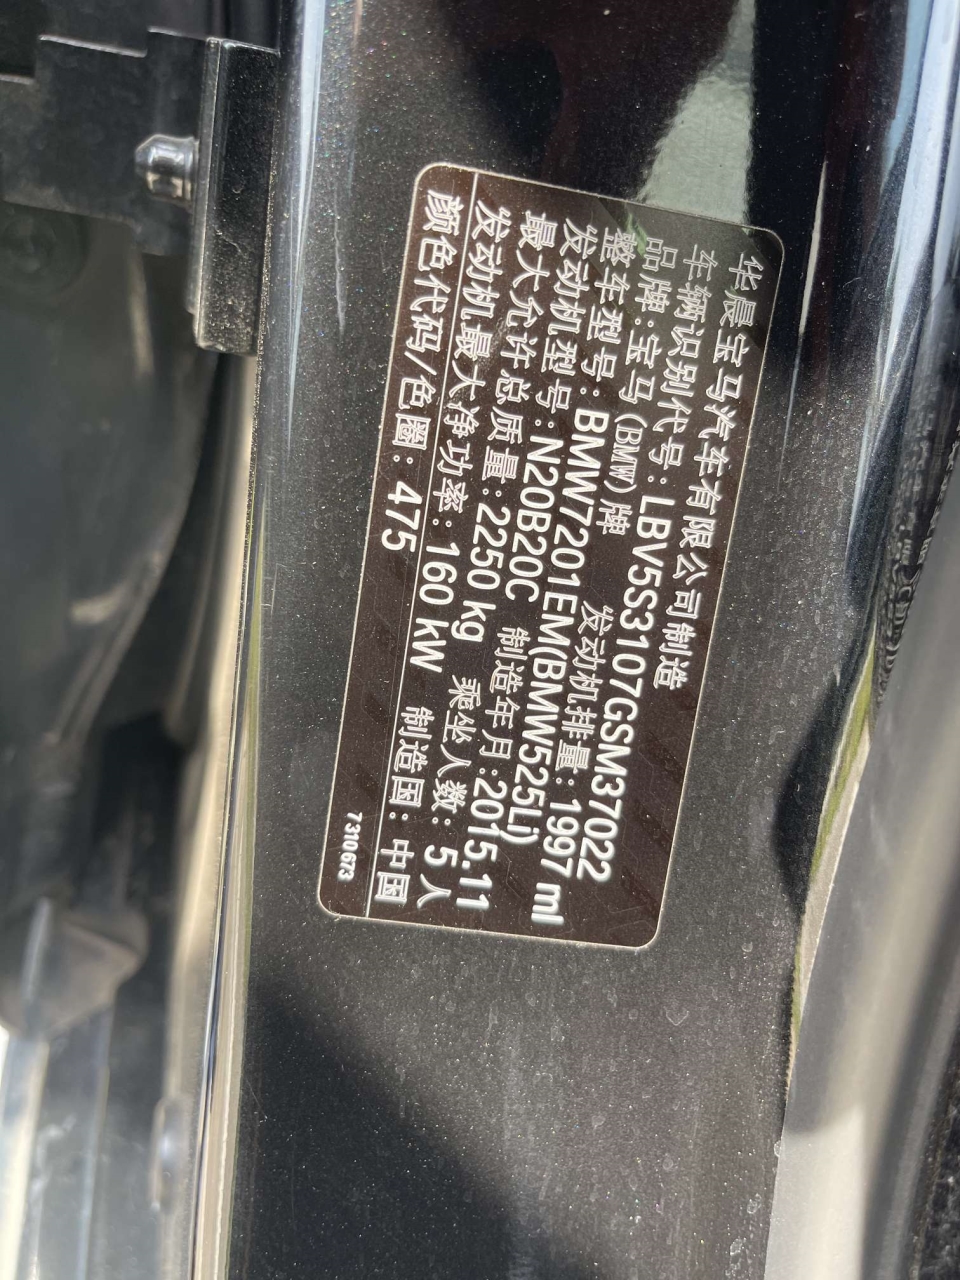 华晨宝马汽车有限公司制造
车辆识别代号:LBV5S3107GSM37022
品牌:宝马(BMW)牌 发动机排量:1997 ml
整车型号:BMW7201EM(BMW525Li)
发动机型号:N20B20C 制造年月:2015.11
最大允许总质量:2250 kg 乘坐人数:5 人
发动机最大净功率:160 kW 制造国:中国
颜色代码/色圈:475
7310673